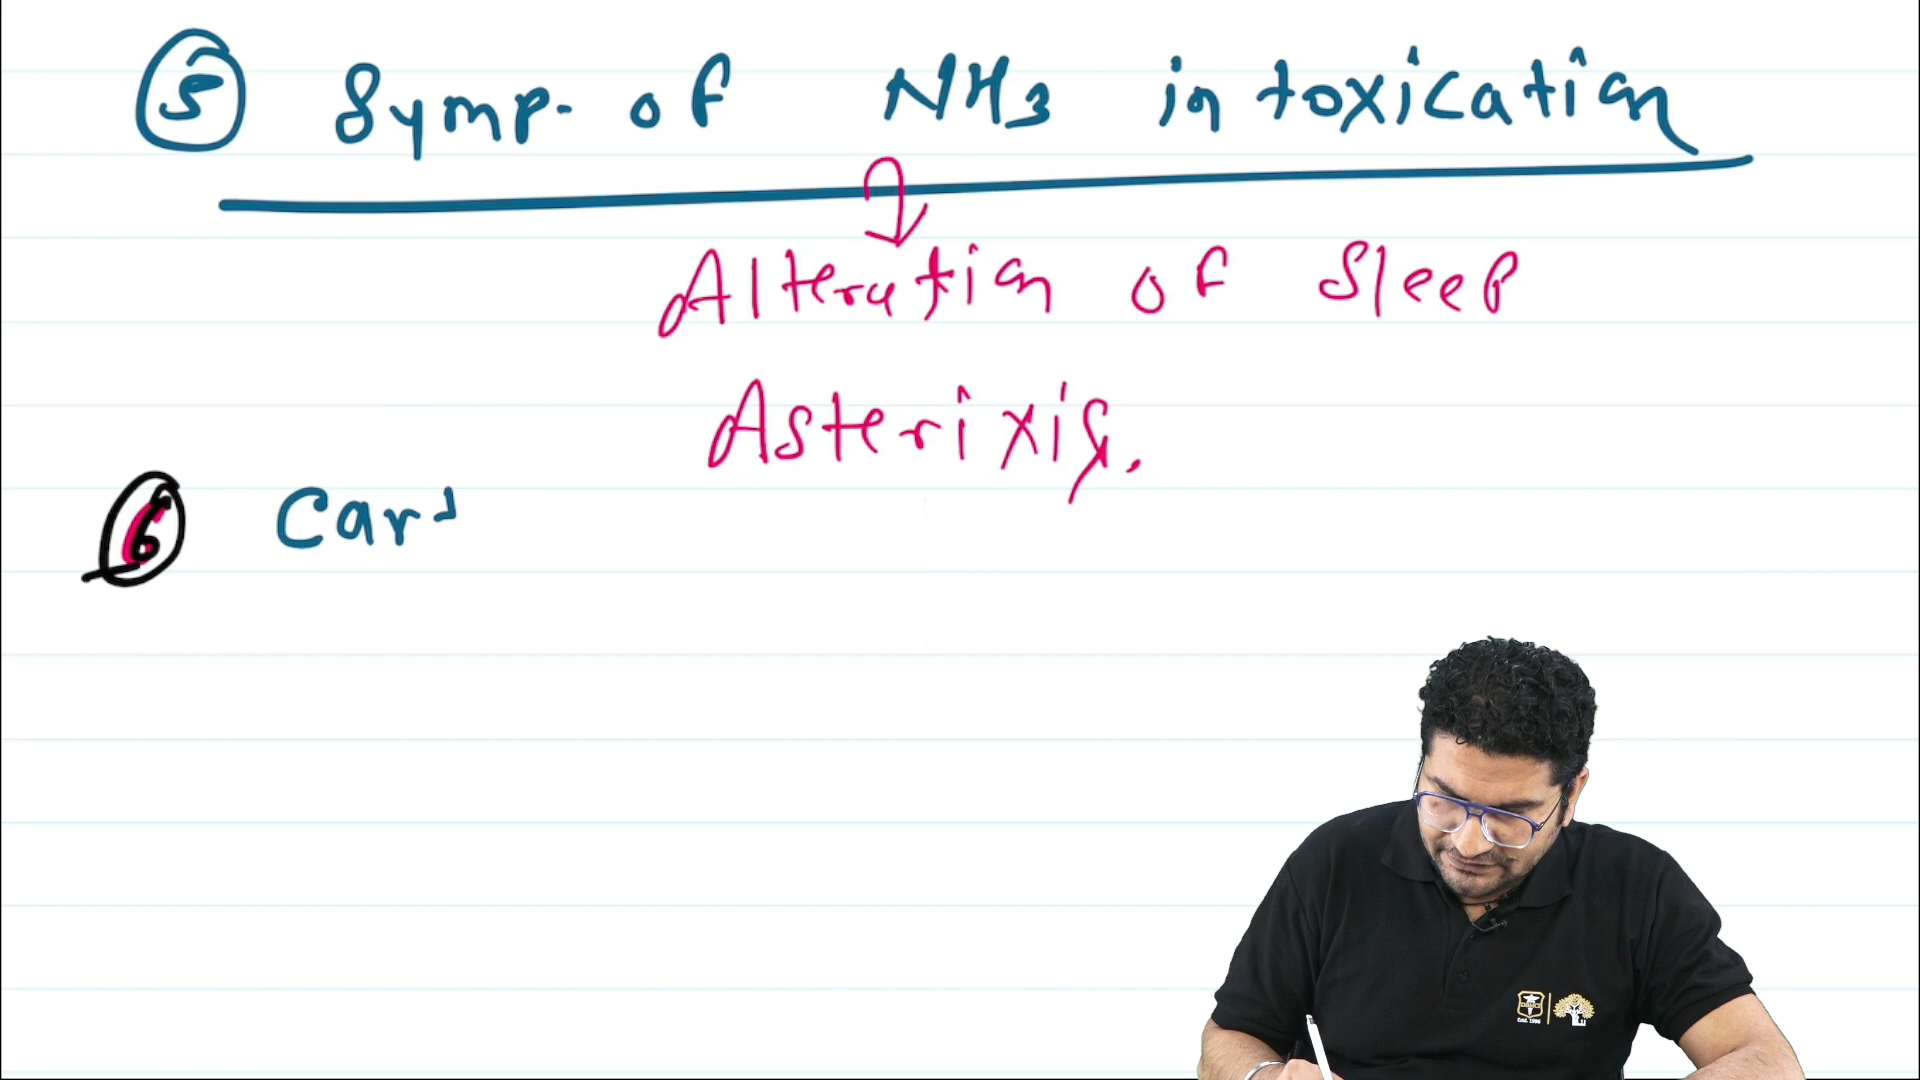 5 Symp. of NH3 intoxication
Alteration of Sleep
Asterixis.
6 Car